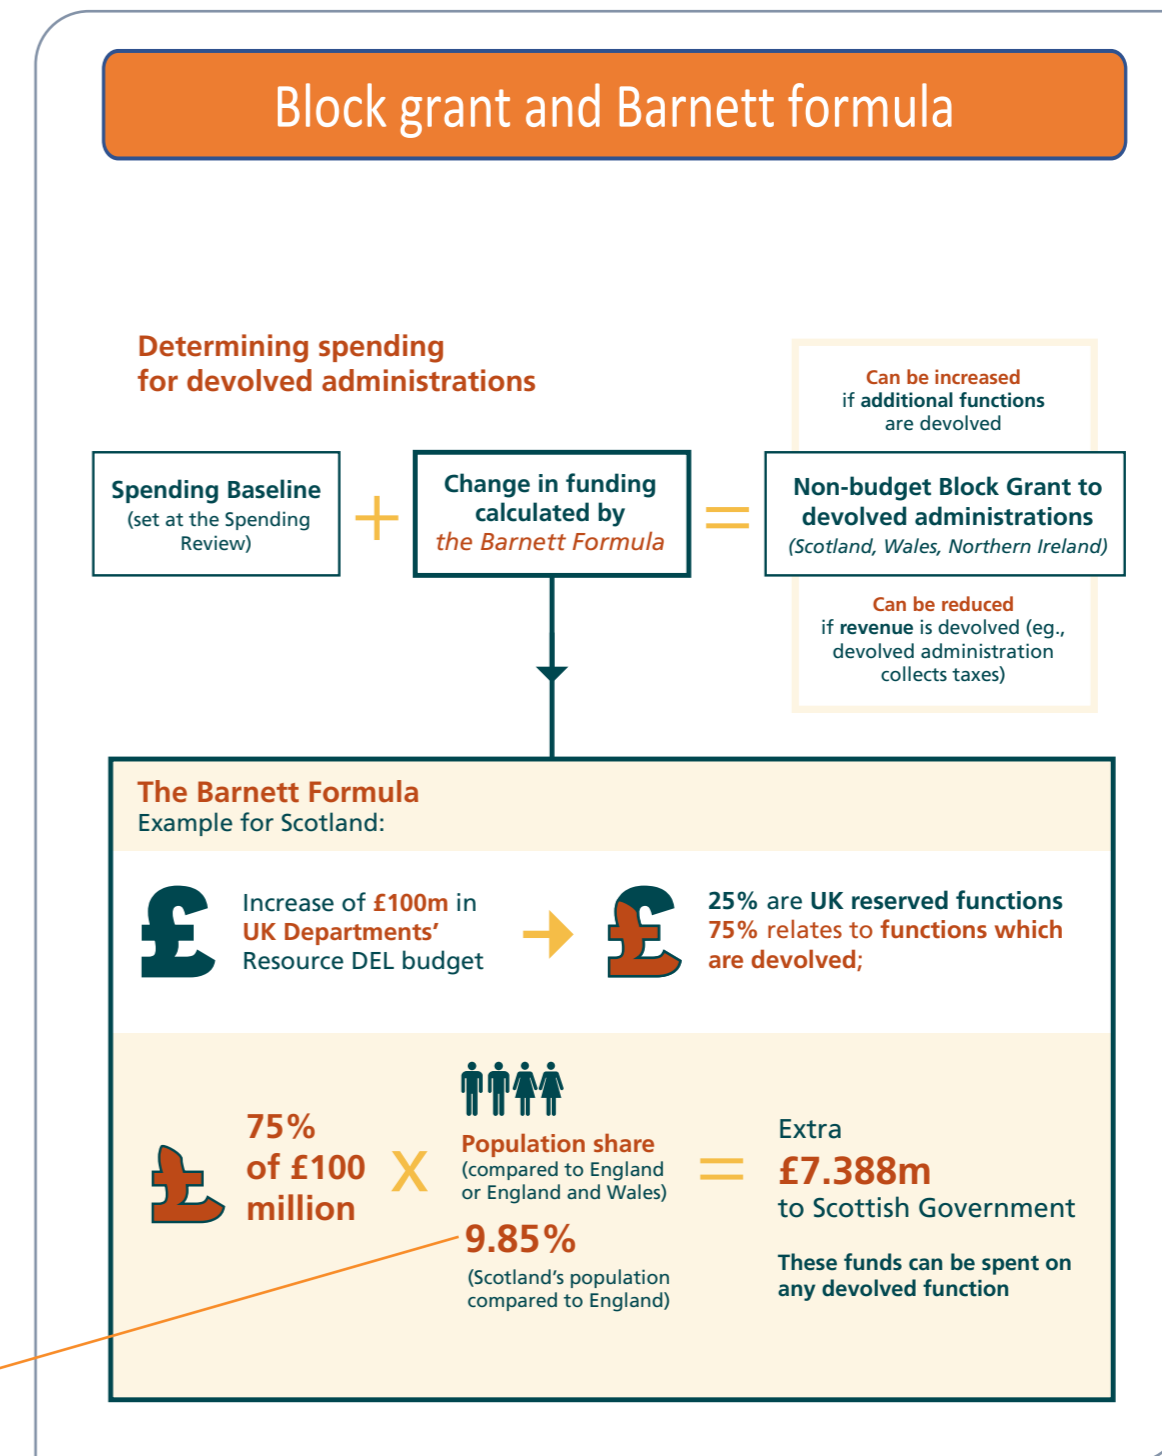 Block grant and Barnett formula
Determining spending
for devolved administrations
Spending Baseline
(set at the Spending
Review)
+
Change in funding
calculated by
the Barnett Formula
=
Can be increased
if additional functions
are devolved
Non-budget Block Grant to
devolved administrations
(Scotland, Wales, Northern Ireland)
Can be reduced
if revenue is devolved (eg.,
devolved administration
collects taxes)
The Barnett Formula
Example for Scotland:
£
Increase of £100m in
UK Departments’
Resource DEL budget
£
25% are UK reserved functions
75% relates to functions which
are devolved;
£
75%
of £100
million
X
Population share
(compared to England
or England and Wales)
9.85%
(Scotland’s population
compared to England)
=
Extra
£7.388m
to Scottish Government
These funds can be spent on
any devolved function